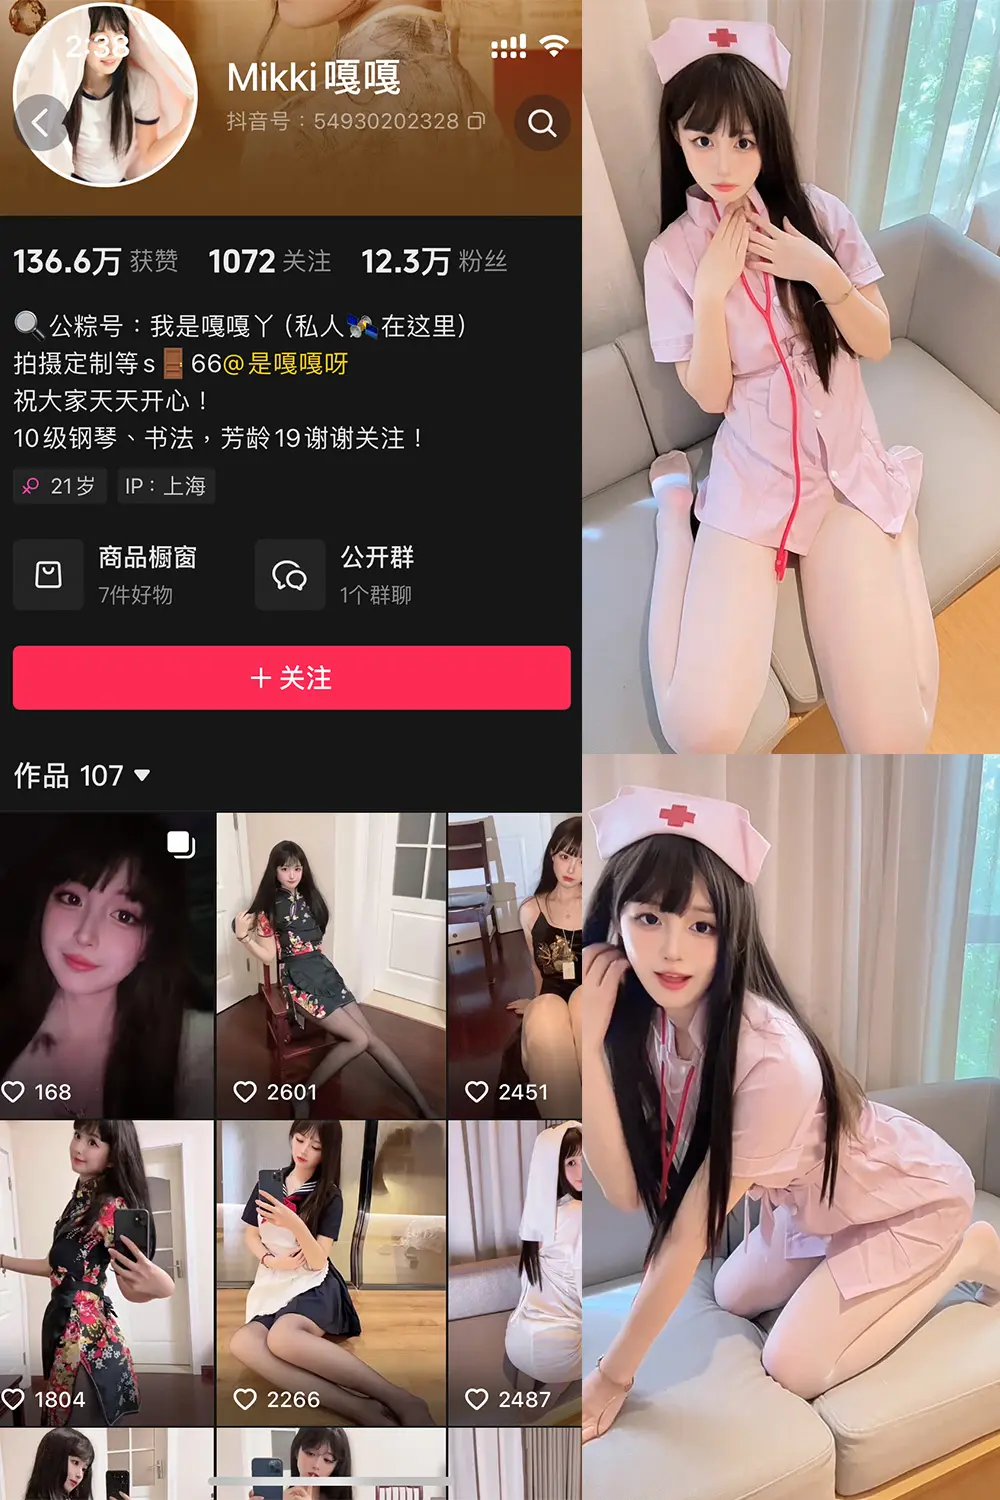 2:38
Mikki嘎嘎
抖音号：54930202328
136.6万 获赞 1072 关注 12.3万 粉丝
🔍公粽号：我是嘎嘎丫 (私人🛰️在这里)
拍摄定制等s🚪66@是嘎嘎呀
祝大家天天开心！
10级钢琴、书法，芳龄19谢谢关注！
♀ 21岁 IP：上海
商品橱窗 公开群
7件好物 1个群聊
+ 关注
作品 107 ▼
168 2601 2451
1804 2266 2487